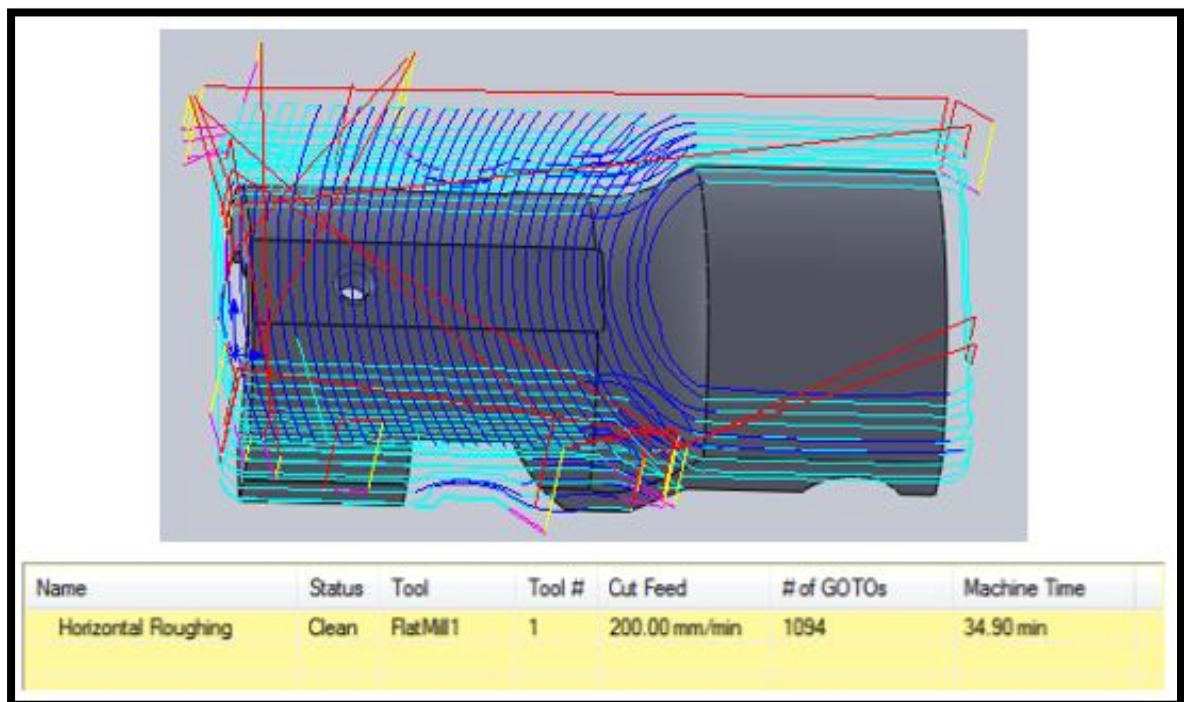 Name Status Tool Tool # Cut Feed # of GOTOs Machine Time
Horizontal Roughing Clean FlatMill1 1 200.00 mm/min 1094 34.90 min